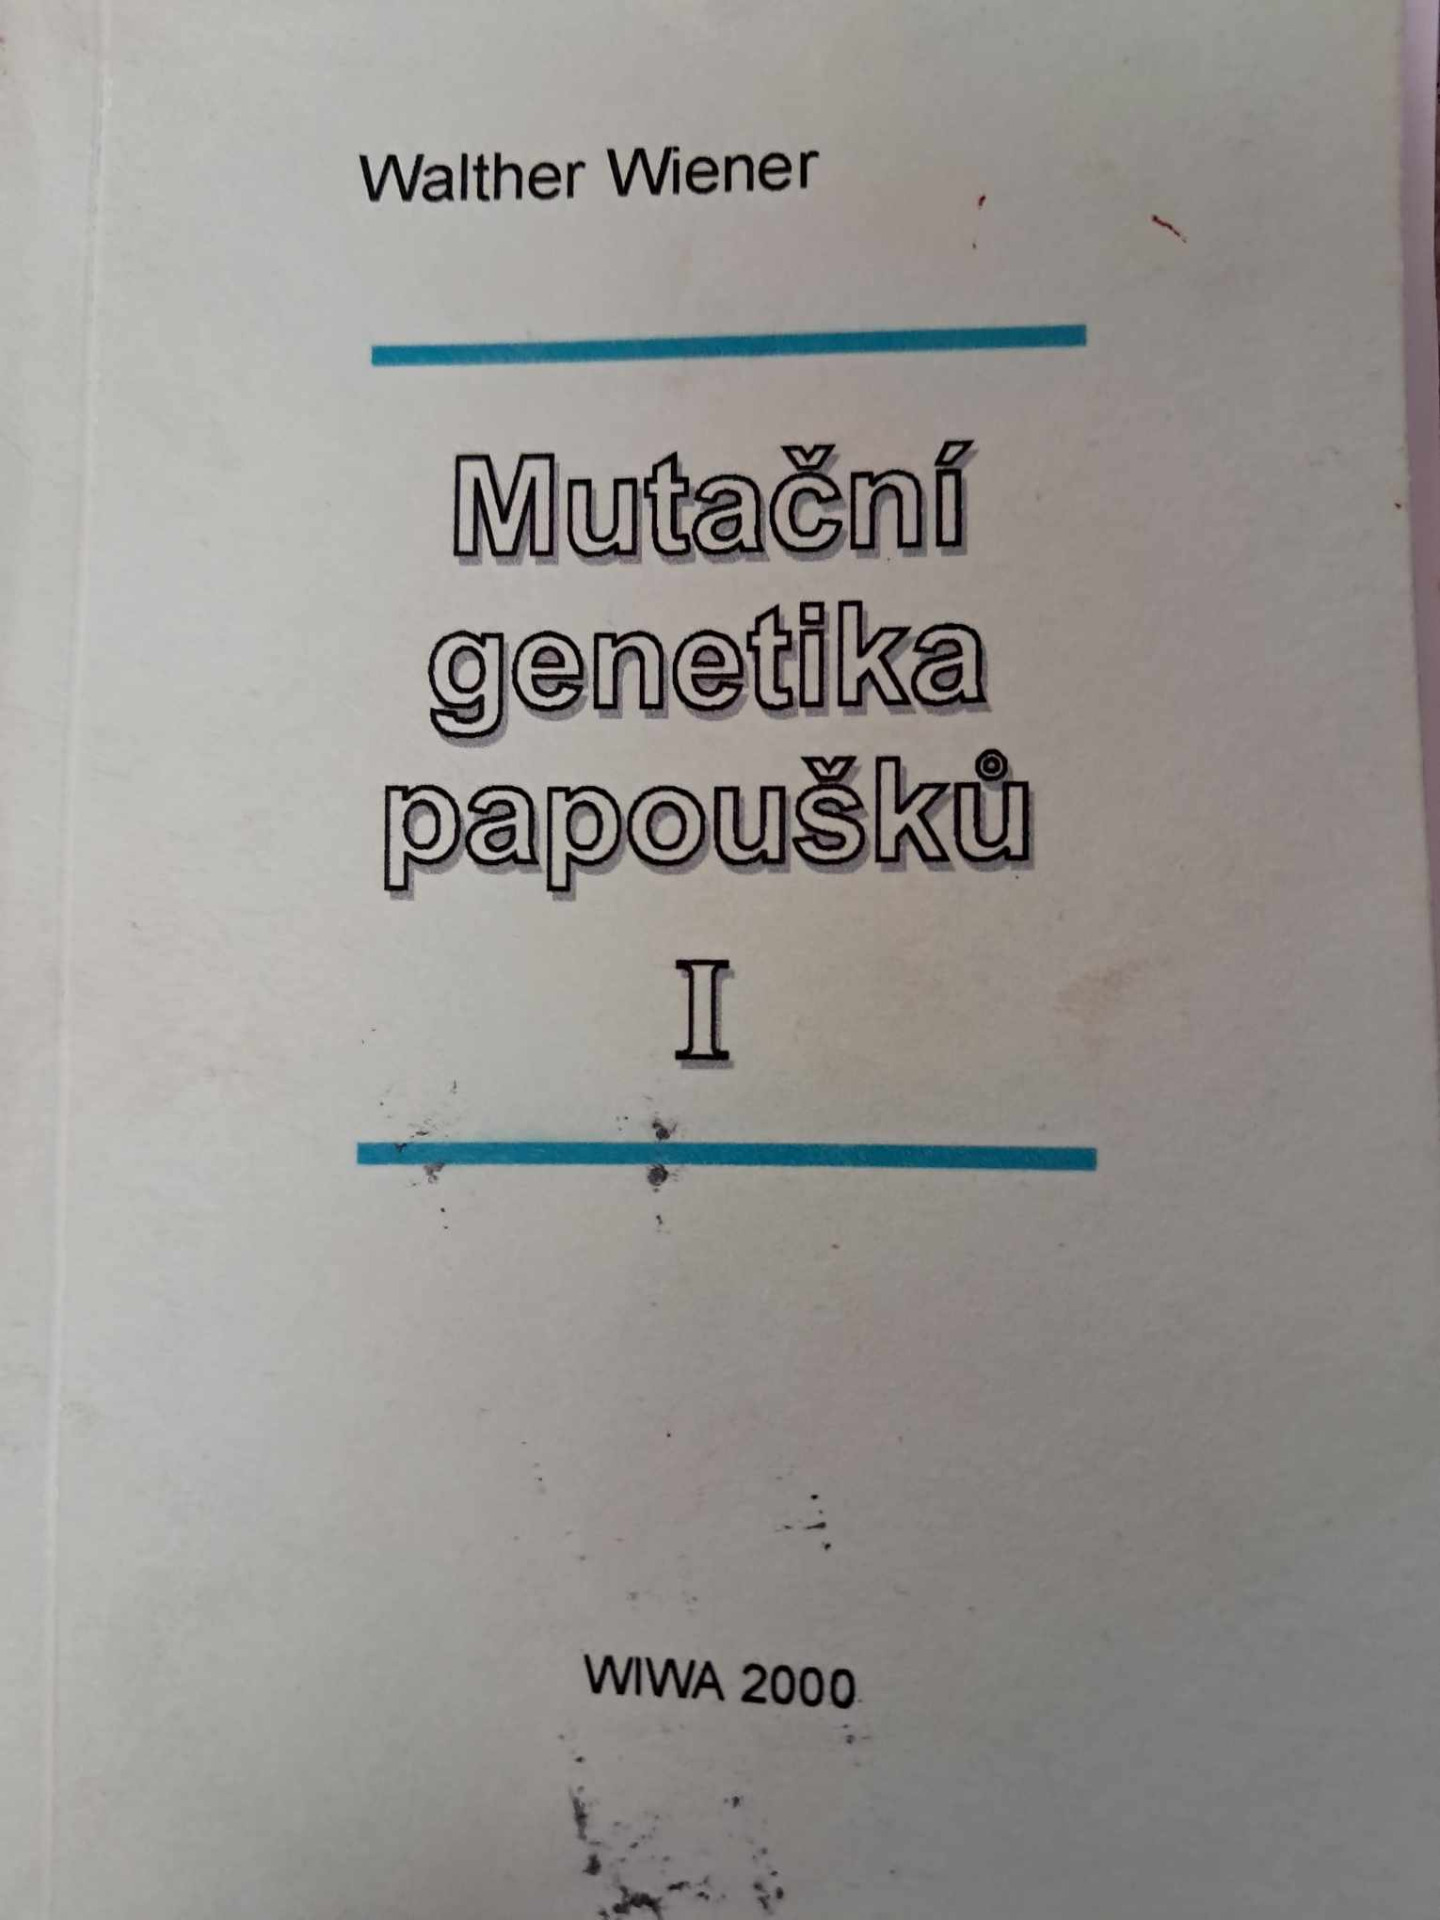 Walther Wiener
Mutační
genetika
papoušků
I
WIWA 2000